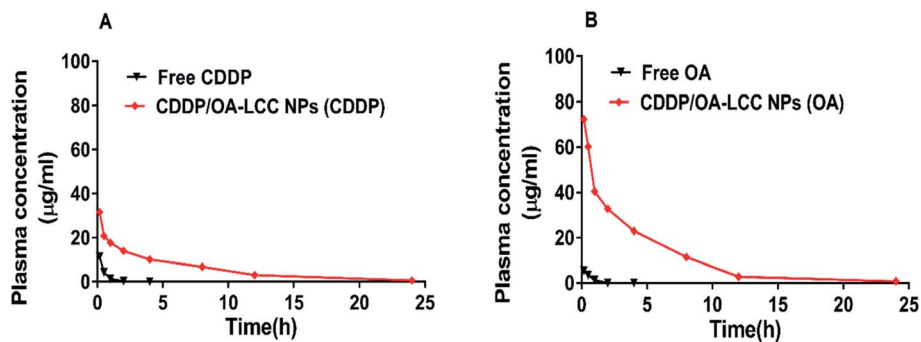 A
Plasma concentration
(μg/ml)
100
80
60
40
20
0
Free CDDP
CDDP/OA-LCC NPs (CDDP)
0 5 10 15 20 25
Time(h)
B
Plasma concentration
(μg/ml)
100
80
60
40
20
0
Free OA
CDDP/OA-LCC NPs (OA)
0 5 10 15 20 25
Time(h)